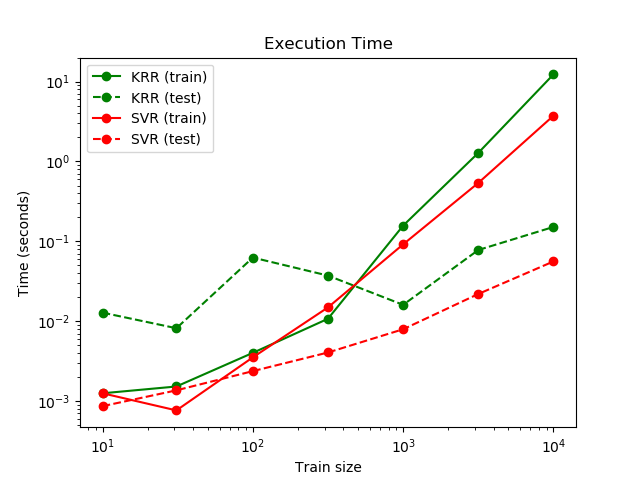 Execution Time
KRR (train)
KRR (test)
SVR (train)
SVR (test)
Time (seconds)
10¹
10⁰
10⁻¹
10⁻²
10⁻³
10¹
10²
10³
10⁴
Train size